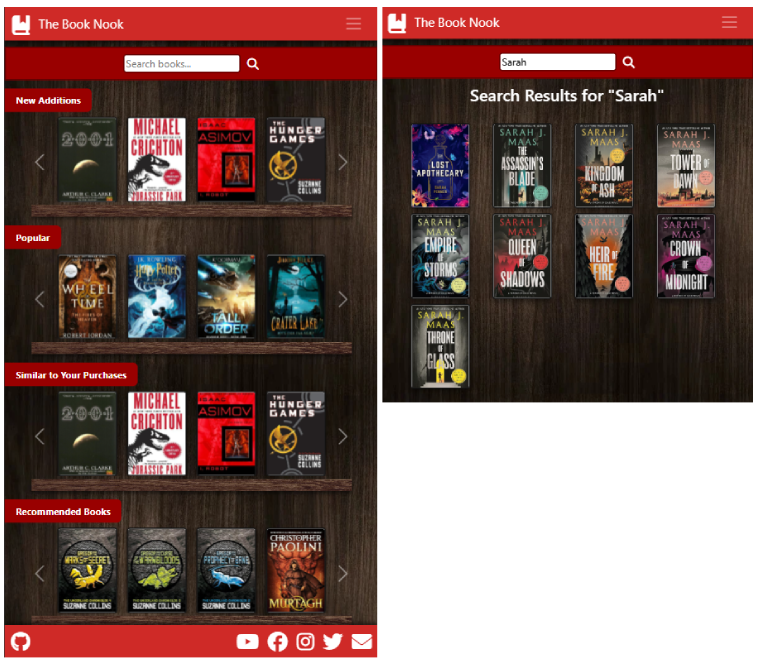 The Book Nook
Search books...
New Additions
2001
ARTHUR C. CLARKE
MICHAEL
CRICHTON
JURASSIC PARK
ISAAC
ASIMOV
I, ROBOT
THE
HUNGER
GAMES
SUZANNE
COLLINS
Popular
WHEEL
OF
TIME
ROBERT JORDAN
J.K. ROWLING
Harry Potter
TALL
ORDER
CRATER LAKE
Similar to Your Purchases
2001
ARTHUR C. CLARKE
MICHAEL
CRICHTON
JURASSIC PARK
ISAAC
ASIMOV
I, ROBOT
THE
HUNGER
GAMES
SUZANNE
COLLINS
Recommended Books
MARKS OF SECRET
SUZANNE COLLINS
WARMBLOODS
SUZANNE COLLINS
PROPHECY OF BANE
SUZANNE COLLINS
CHRISTOPHER
PAOLINI
MURTAGH
The Book Nook
Sarah
Search Results for "Sarah"
THE
LOST
APOTHECARY
SARAH J.
MAAS
THE
ASSASSIN'S
BLADE
SARAH J.
MAAS
KINGDOM
OF ASH
SARAH J.
MAAS
TOWER OF
DAWN
SARAH J.
MAAS
EMPIRE
OF
STORMS
SARAH J.
MAAS
QUEEN
OF
SHADOWS
SARAH J.
MAAS
HEIR
OF
FIRE
SARAH J.
MAAS
CROWN
OF
MIDNIGHT
SARAH J.
MAAS
THRONE
OF
GLASS